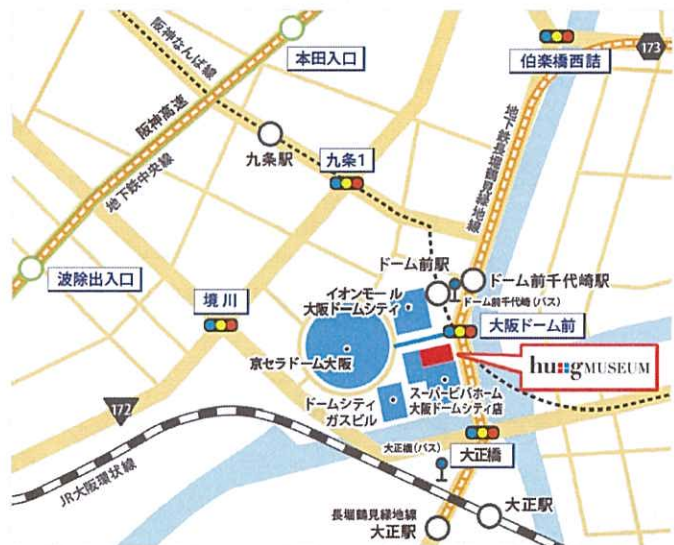 阪神なんば線
本田入口
伯楽橋西詰
173
阪神高速
地下鉄中央線
九条駅
九条1
地下鉄長堀鶴見緑地線
波除出入口
境川
ドーム前駅
ドーム前千代崎駅
ドーム前千代崎(バス)
イオンモール
大阪ドームシティ
大阪ドーム前
京セラドーム大阪
hu::gMUSEUM
スーパービバホーム
大阪ドームシティ店
ドームシティ
ガスビル
172
大正橋(バス)
大正橋
JR大阪環状線
大正駅
長堀鶴見緑地線
大正駅